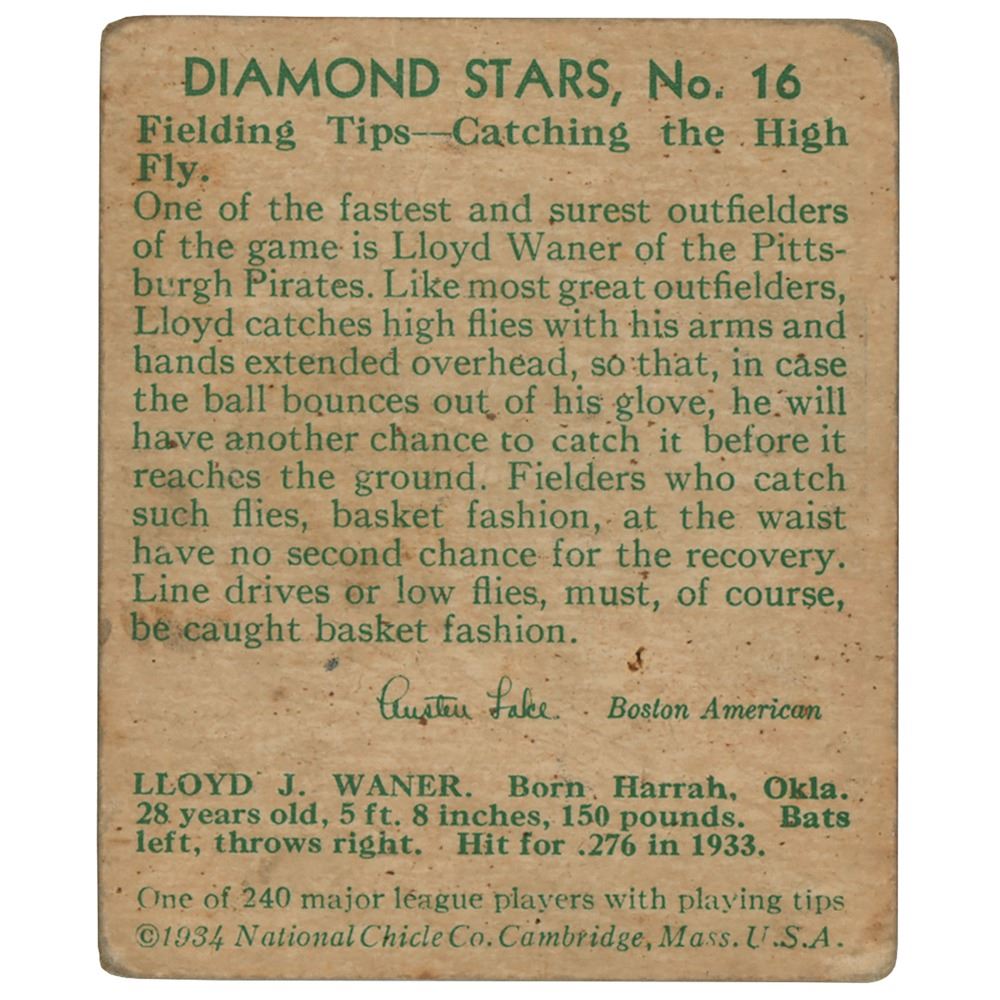 DIAMOND STARS, No. 16
Fielding Tips—Catching the High
Fly.
One of the fastest and surest outfielders
of the game is Lloyd Waner of the Pitts-
burgh Pirates. Like most great outfielders,
Lloyd catches high flies with his arms and
hands extended overhead, so that, in case
the ball bounces out of his glove, he will
have another chance to catch it before it
reaches the ground. Fielders who catch
such flies, basket fashion, at the waist
have no second chance for the recovery.
Line drives or low flies, must, of course,
be caught basket fashion.
Austen Lake Boston American
LLOYD J. WANER. Born Harrah, Okla.
28 years old, 5 ft. 8 inches, 150 pounds. Bats
left, throws right. Hit for .276 in 1933.
One of 240 major league players with playing tips
©1934 National Chicle Co. Cambridge, Mass. U.S.A.